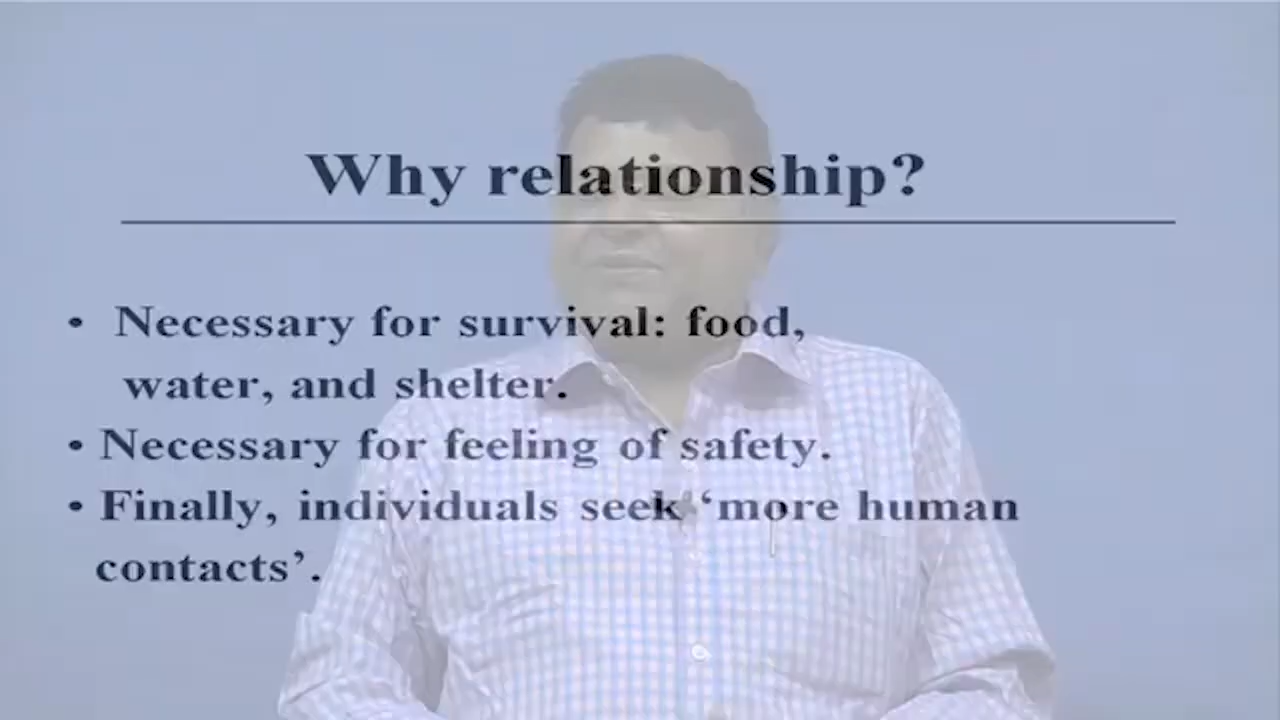 Why relationship?
• Necessary for survival: food,
water, and shelter.
• Necessary for feeling of safety.
• Finally, individuals seek ‘more human
contacts’.